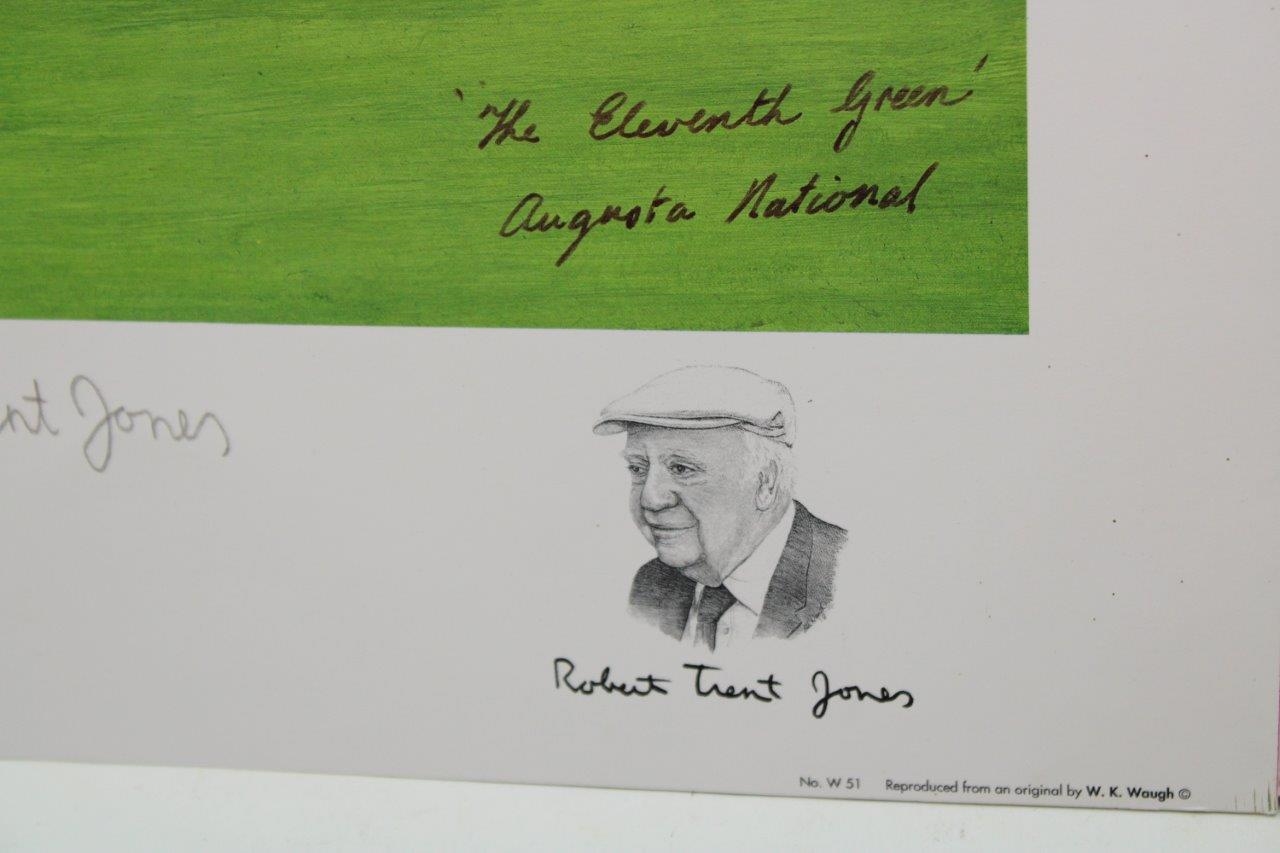 'The Eleventh Green'
Augusta National
nt Jones
Robert Trent Jones
No. W 51 Reproduced from an original by W. K. Waugh ©